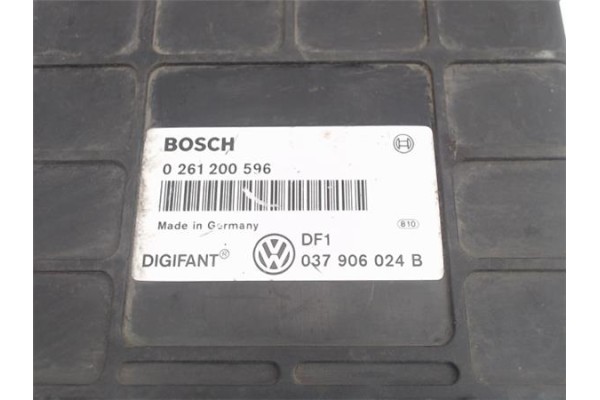 BOSCH
0 261 200 596
Made in Germany
B10
DF1
DIGIFANT® 037 906 024 B